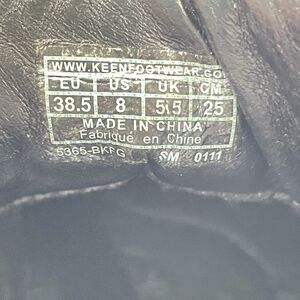 WWW.KEENFOOTWEAR.CO
EU US UK CM
38.5 8 5.5 25
MADE IN CHINA
Fabriqué en Chine
5365-BKFG SM 0111